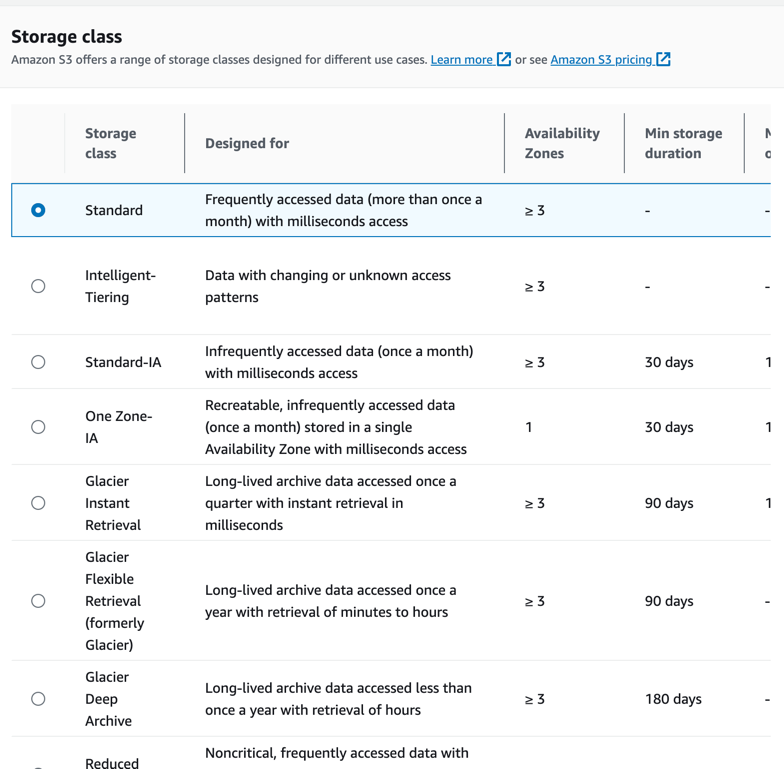 Storage class
Amazon S3 offers a range of storage classes designed for different use cases. Learn more or see Amazon S3 pricing
Storage class Designed for Availability Zones Min storage duration
Standard Frequently accessed data (more than once a month) with milliseconds access ≥ 3 - -
Intelligent-Tiering Data with changing or unknown access patterns ≥ 3 - -
Standard-IA Infrequently accessed data (once a month) with milliseconds access ≥ 3 30 days 1
One Zone-IA Recreatable, infrequently accessed data (once a month) stored in a single Availability Zone with milliseconds access 1 30 days 1
Glacier Instant Retrieval Long-lived archive data accessed once a quarter with instant retrieval in milliseconds ≥ 3 90 days 1
Glacier Flexible Retrieval (formerly Glacier) Long-lived archive data accessed once a year with retrieval of minutes to hours ≥ 3 90 days -
Glacier Deep Archive Long-lived archive data accessed less than once a year with retrieval of hours ≥ 3 180 days -
Reduced Noncritical, frequently accessed data with